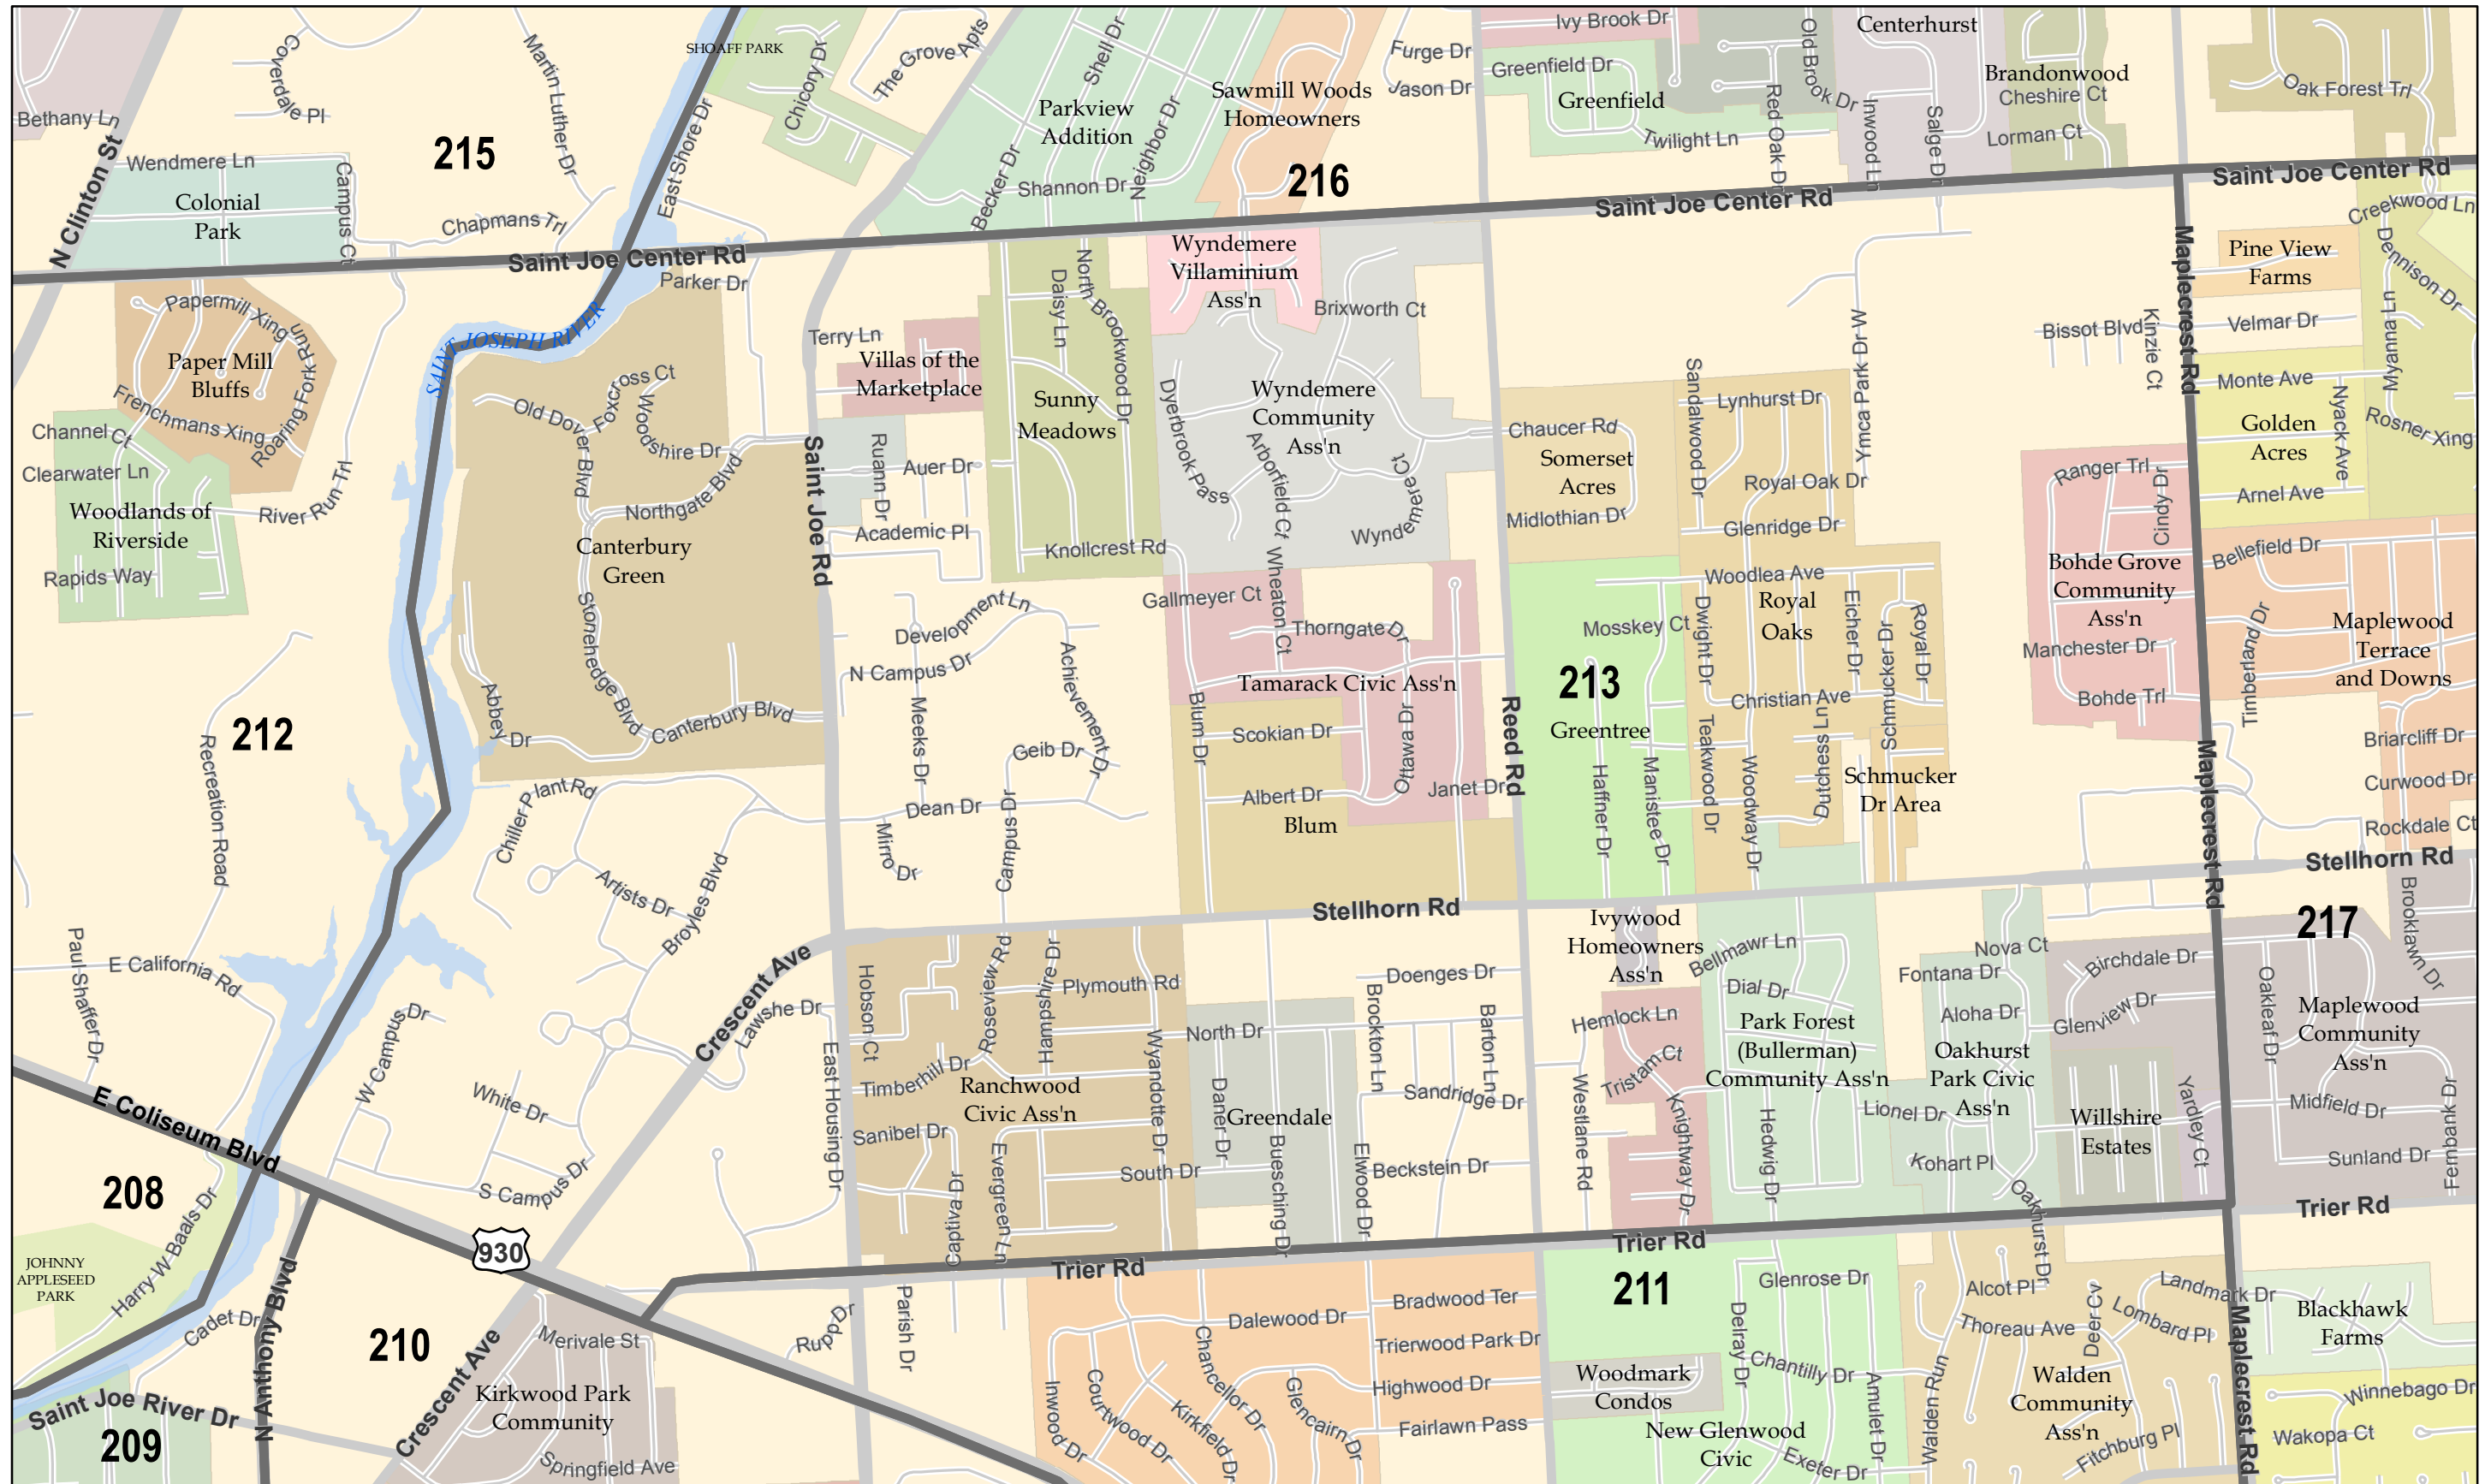 Coverdale Pl
Martin Luther Dr
SHOAFF PARK
Chicory Dr
The Grove Apts
Shell Dr
Furge Dr
Jason Dr
Ivy Brook Dr
Greenfield Dr
Greenfield
Twilight Ln
Old Brook Dr
Red Oak Dr
Centerhurst
Inwood Ln
Salge Dr
Brandonwood
Cheshire Ct
Lorman Ct
Oak Forest Trl
Bethany Ln
N Clinton St
Wendmere Ln
Colonial
Park
Campus Ct
215
Chapmans Trl
East Shore Dr
Parkview
Addition
Neighbor Dr
Becker Dr
Shannon Dr
Sawmill Woods
Homeowners
216
Saint Joe Center Rd
Saint Joe Center Rd
Saint Joe Center Rd
Creekwood Ln
Dennison Dr
Parker Dr
Papermill Xing
Paper Mill
Bluffs
Roaring Fork Run
Frenchmans Xing
SAINT JOSEPH RIVER
Channel Ct
Clearwater Ln
Woodlands of
Riverside
Rapids Way
River Run Trl
Old Dover Blvd
Foxcross Ct
Woodshire Dr
Northgate Blvd
Canterbury
Green
Stonehedge Blvd
Abbey Dr
Canterbury Blvd
Terry Ln
Villas of the
Marketplace
Saint Joe Rd
Ruann Dr
Auer Dr
Academic Pl
Daisy Ln
North Brookwood Dr
Sunny
Meadows
Knollcrest Rd
Wyndemere
Villaminium
Ass'n
Brixworth Ct
Wyndemere
Community
Ass'n
Dyerbrook Pass
Arborfield Ct
Wyndemere Ct
Chaucer Rd
Somerset
Acres
Midlothian Dr
Sandalwood Dr
Lynhurst Dr
Royal Oak Dr
Glenridge Dr
Ymca Park Dr W
Bissot Blvd
Kinzie Ct
Maplecrest Rd
Pine View
Farms
Velmar Dr
Monte Ave
Golden
Acres
Nyack Ave
Arnel Ave
Myanna Ln
Rosner Xing
Ranger Trl
Cindy Dr
Bohde Grove
Community
Ass'n
Manchester Dr
Bohde Trl
Bellefield Dr
Timberland Dr
Maplewood
Terrace
and Downs
Briarcliff Dr
Curwood Dr
Rockdale Ct
212
Recreation Road
Development Ln
N Campus Dr
Meeks Dr
Achievement Dr
Geib Dr
Dean Dr
Campus Dr
Mirro Dr
Gallmeyer Ct
Wheaton Ct
Thorngate Dr
Tamarack Civic Ass'n
Blum Dr
Scokian Dr
Ottawa Dr
Albert Dr
Janet Dr
Blum
Reed Rd
213
Greentree
Mosskey Ct
Haffner Dr
Manistee Dr
Woodlea Ave
Royal
Oaks
Dwight Dr
Eicher Dr
Schmucker Dr
Royal Dr
Christian Ave
Teakwood Dr
Woodway Dr
Dutchess Ln
Schmucker
Dr Area
Maplecrest Rd
Stellhorn Rd
Stellhorn Rd
Chiller Plant Rd
Artists Dr
Broyles Blvd
Paul Shaffer Dr
E California Rd
W Campus Dr
White Dr
S Campus Dr
Crescent Ave
Lawshe Dr
East Housing Dr
Hobson Ct
Roseview Rd
Hampshire Dr
Plymouth Rd
Timberhill Dr
Ranchwood
Civic Ass'n
Sanibel Dr
Captiva Dr
Evergreen Ln
Wyandotte Dr
South Dr
North Dr
Daner Dr
Greendale
Buesching Dr
Doenges Dr
Brockton Ln
Barton Ln
Sandridge Dr
Elwood Dr
Beckstein Dr
Ivywood
Homeowners
Ass'n
Hemlock Ln
Tristam Ct
Westlane Rd
Knightway Dr
Bellmawr Ln
Dial Dr
Park Forest
(Bullerman)
Community Ass'n
Hedwig Dr
Nova Ct
Fontana Dr
Aloha Dr
Oakhurst
Park Civic
Ass'n
Lionel Dr
Kohart Pl
Oakhurst Dr
Birchdale Dr
Glenview Dr
Willshire
Estates
Yardley Ct
217
Brooklawn Dr
Oakleaf Dr
Maplewood
Community
Ass'n
Midfield Dr
Sunland Dr
Fernbank Dr
Trier Rd
Trier Rd
Trier Rd
E Coliseum Blvd
208
Harry W Baals Dr
JOHNNY
APPLESEED
PARK
Cadet Dr
Saint Joe River Dr
209
N Anthony Blvd
930
210
Crescent Ave
Merivale St
Kirkwood Park
Community
Springfield Ave
Rupp Dr
Parish Dr
Inwood Dr
Courtwood Dr
Kirkfield Dr
Chancellor Dr
Dalewood Dr
Glencairn Dr
Bradwood Ter
Trierwood Park Dr
Highwood Dr
Fairlawn Pass
211
Woodmark
Condos
New Glenwood
Civic
Glenrose Dr
Delray Dr
Chantilly Dr
Amulet Dr
Exeter Dr
Waldeun Run
Alcot Pl
Thoreau Ave
Deer Cv
Lombard Pl
Landmark Dr
Walden
Community
Ass'n
Fitchburg Pl
Maplecrest Rd
Blackhawk
Farms
Winnebago Dr
Wakopa Ct